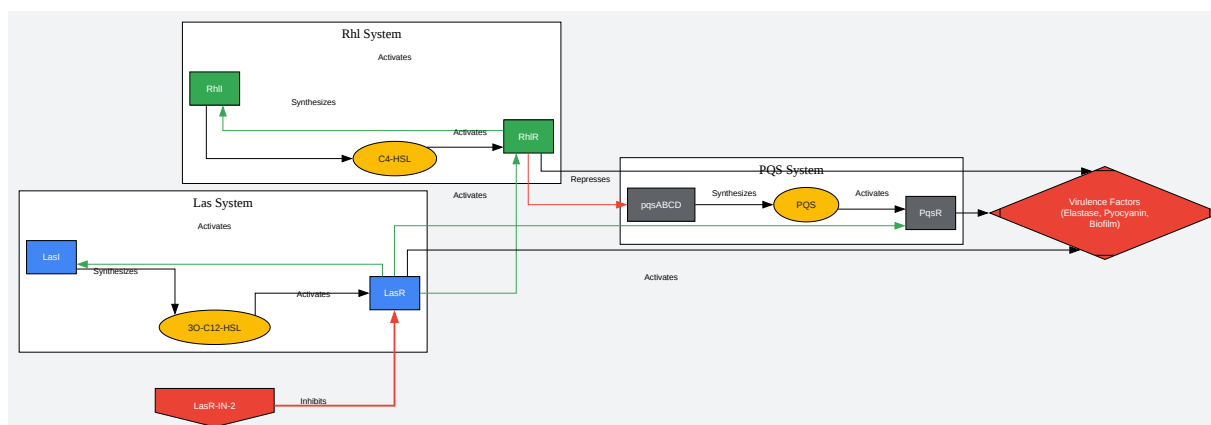 Rhl System
Activates
RhlI
Synthesizes
Activates
RhlR
C4-HSL
Represses
PQS System
Activates
pqsABCD
Synthesizes
PQS
Activates
PqsR
Virulence Factors
(Elastase, Pyocyanin,
Biofilm)
Las System
Activates
LasI
Synthesizes
Activates
LasR
3O-C12-HSL
Activates
LasR-IN-2
Inhibits